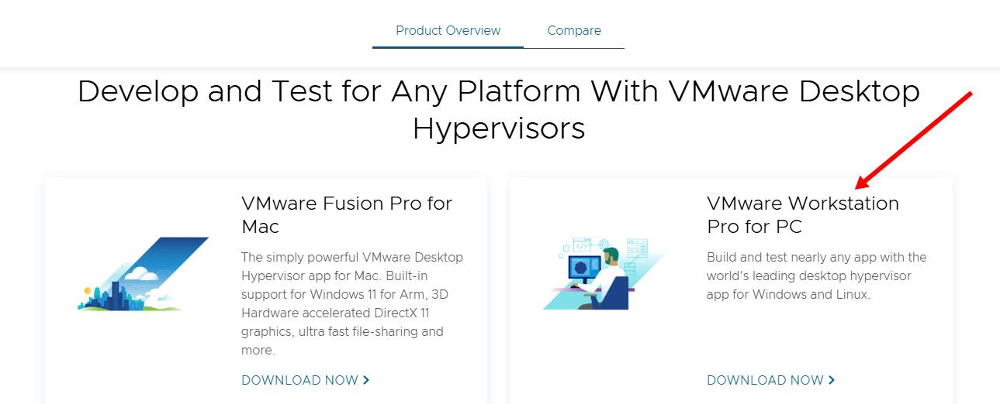 Product Overview
Compare
Develop and Test for Any Platform With VMware Desktop
Hypervisors
VMware Fusion Pro for
Mac
The simply powerful VMware Desktop
Hypervisor app for Mac. Built-in
support for Windows 11 for Arm, 3D
Hardware accelerated DirectX 11
graphics, ultra fast file-sharing and
more.
DOWNLOAD NOW
VMware Workstation
Pro for PC
Build and test nearly any app with the
world's leading desktop hypervisor
app for Windows and Linux.
DOWNLOAD NOW